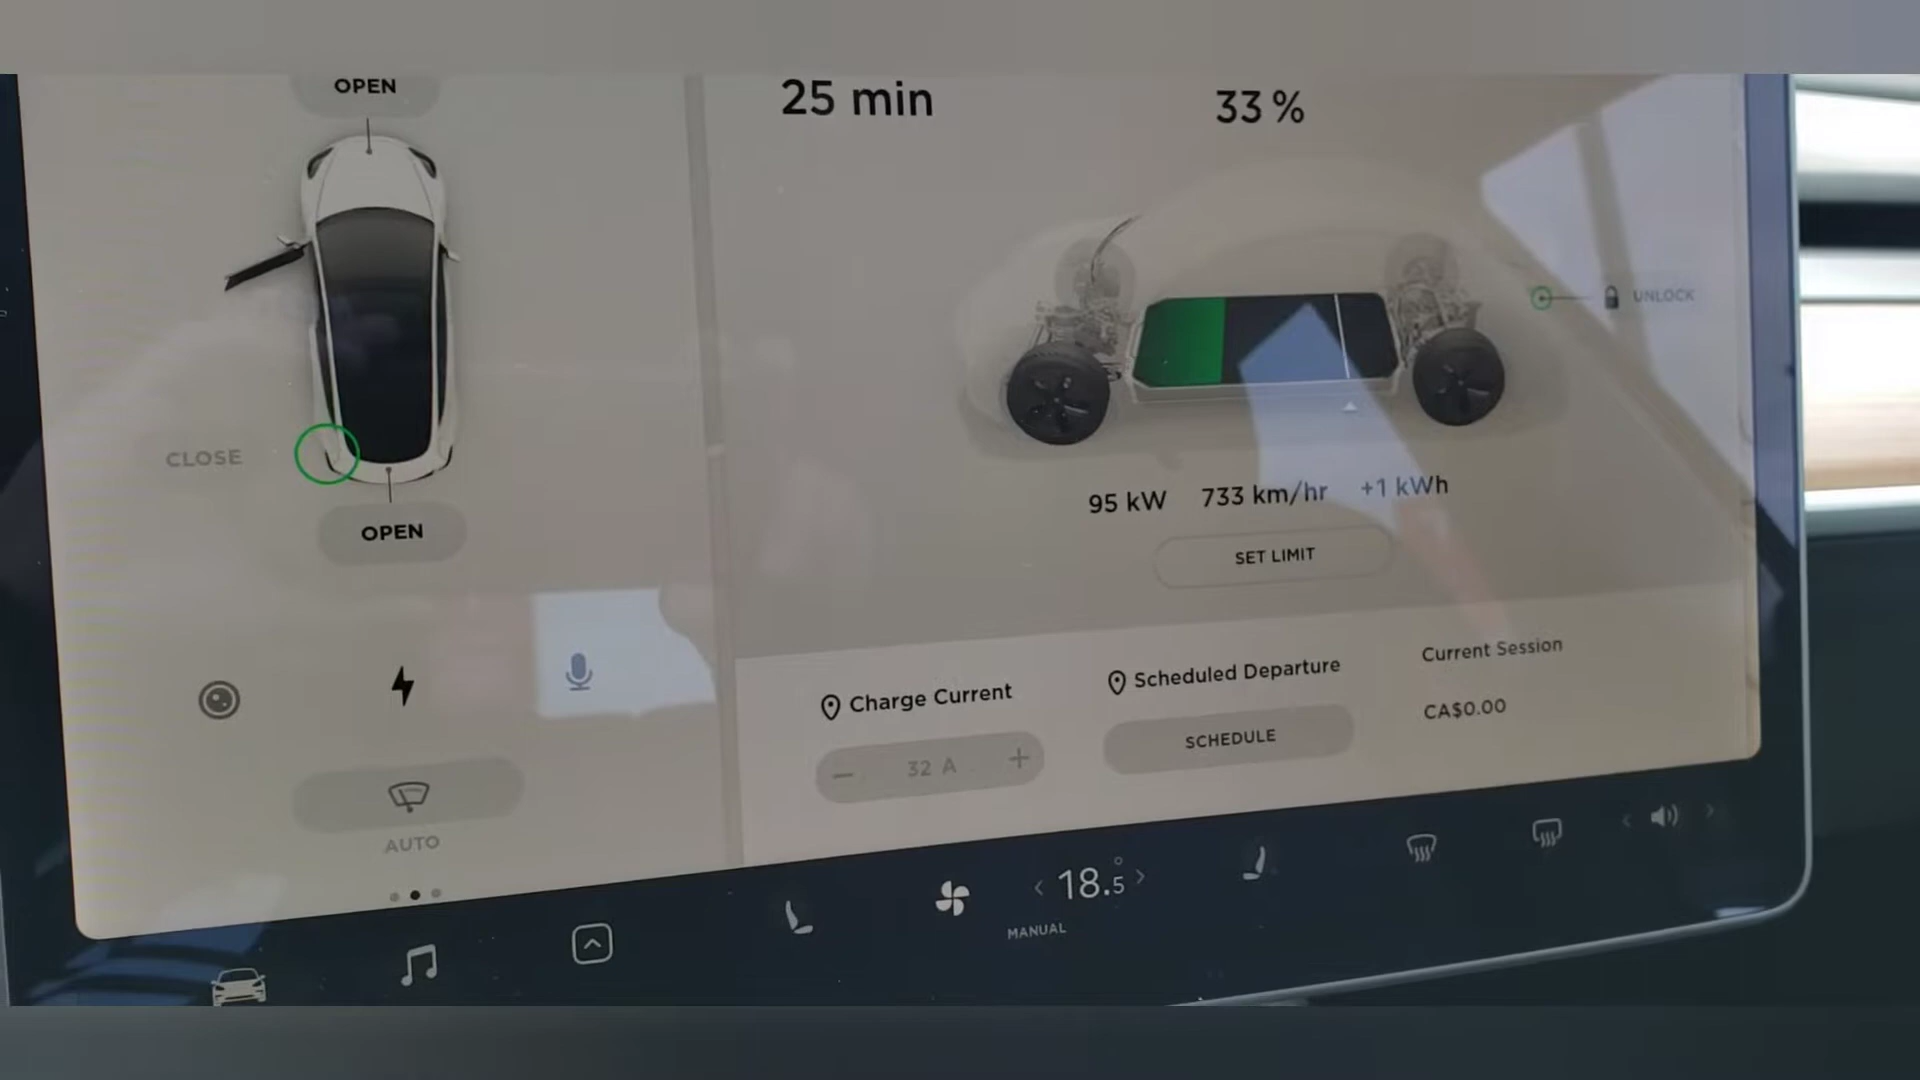 OPEN
25 min
33 %
UNLOCK
CLOSE
OPEN
95 kW 733 km/hr +1 kWh
SET LIMIT
Charge Current
Scheduled Departure
Current Session
32 A
SCHEDULE
CA$0.00
AUTO
18.5°
MANUAL